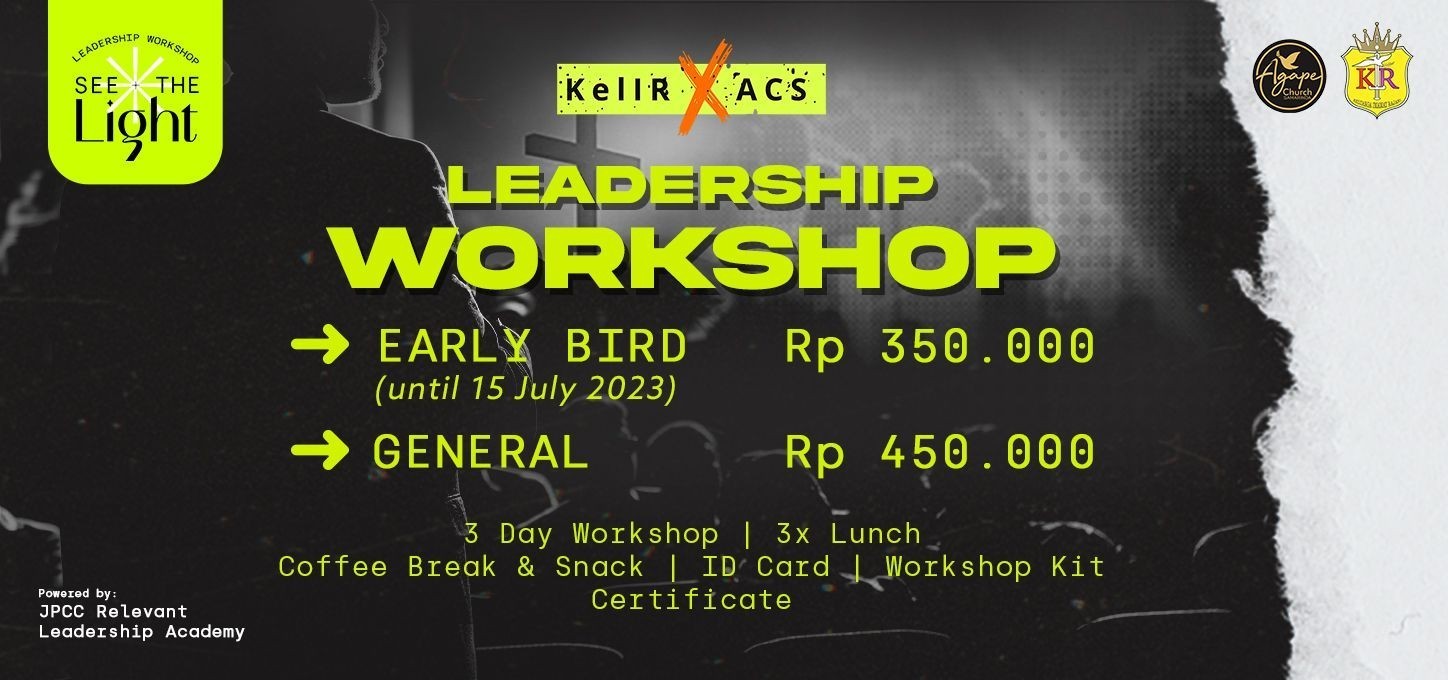 LEADERSHIP WORKSHOP
SEE THE
Light
KellR X ACS
Agape
Church
SAMARINDA
KR
LEADERSHIP
WORKSHOP
EARLY BIRD Rp 350.000
(until 15 July 2023)
GENERAL Rp 450.000
3 Day Workshop | 3x Lunch
Coffee Break & Snack | ID Card | Workshop Kit
Certificate
Powered by:
JPCC Relevant
Leadership Academy